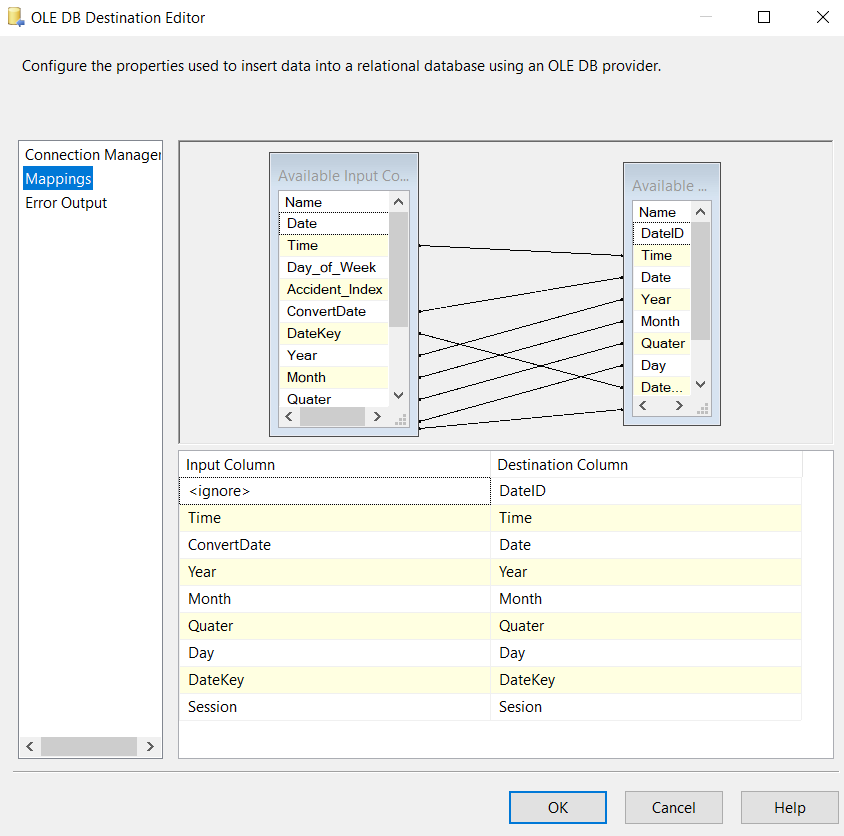 OLE DB Destination Editor
Configure the properties used to insert data into a relational database using an OLE DB provider.
Connection Manager
Mappings
Error Output
Available Input Co...
Name
Date
Time
Day_of_Week
Accident_Index
ConvertDate
DateKey
Year
Month
Quater
Available ...
Name
DateID
Time
Date
Year
Month
Quater
Day
Date...
Input Column Destination Column
<ignore> DateID
Time Time
ConvertDate Date
Year Year
Month Month
Quater Quater
Day Day
DateKey DateKey
Session Sesion
OK Cancel Help